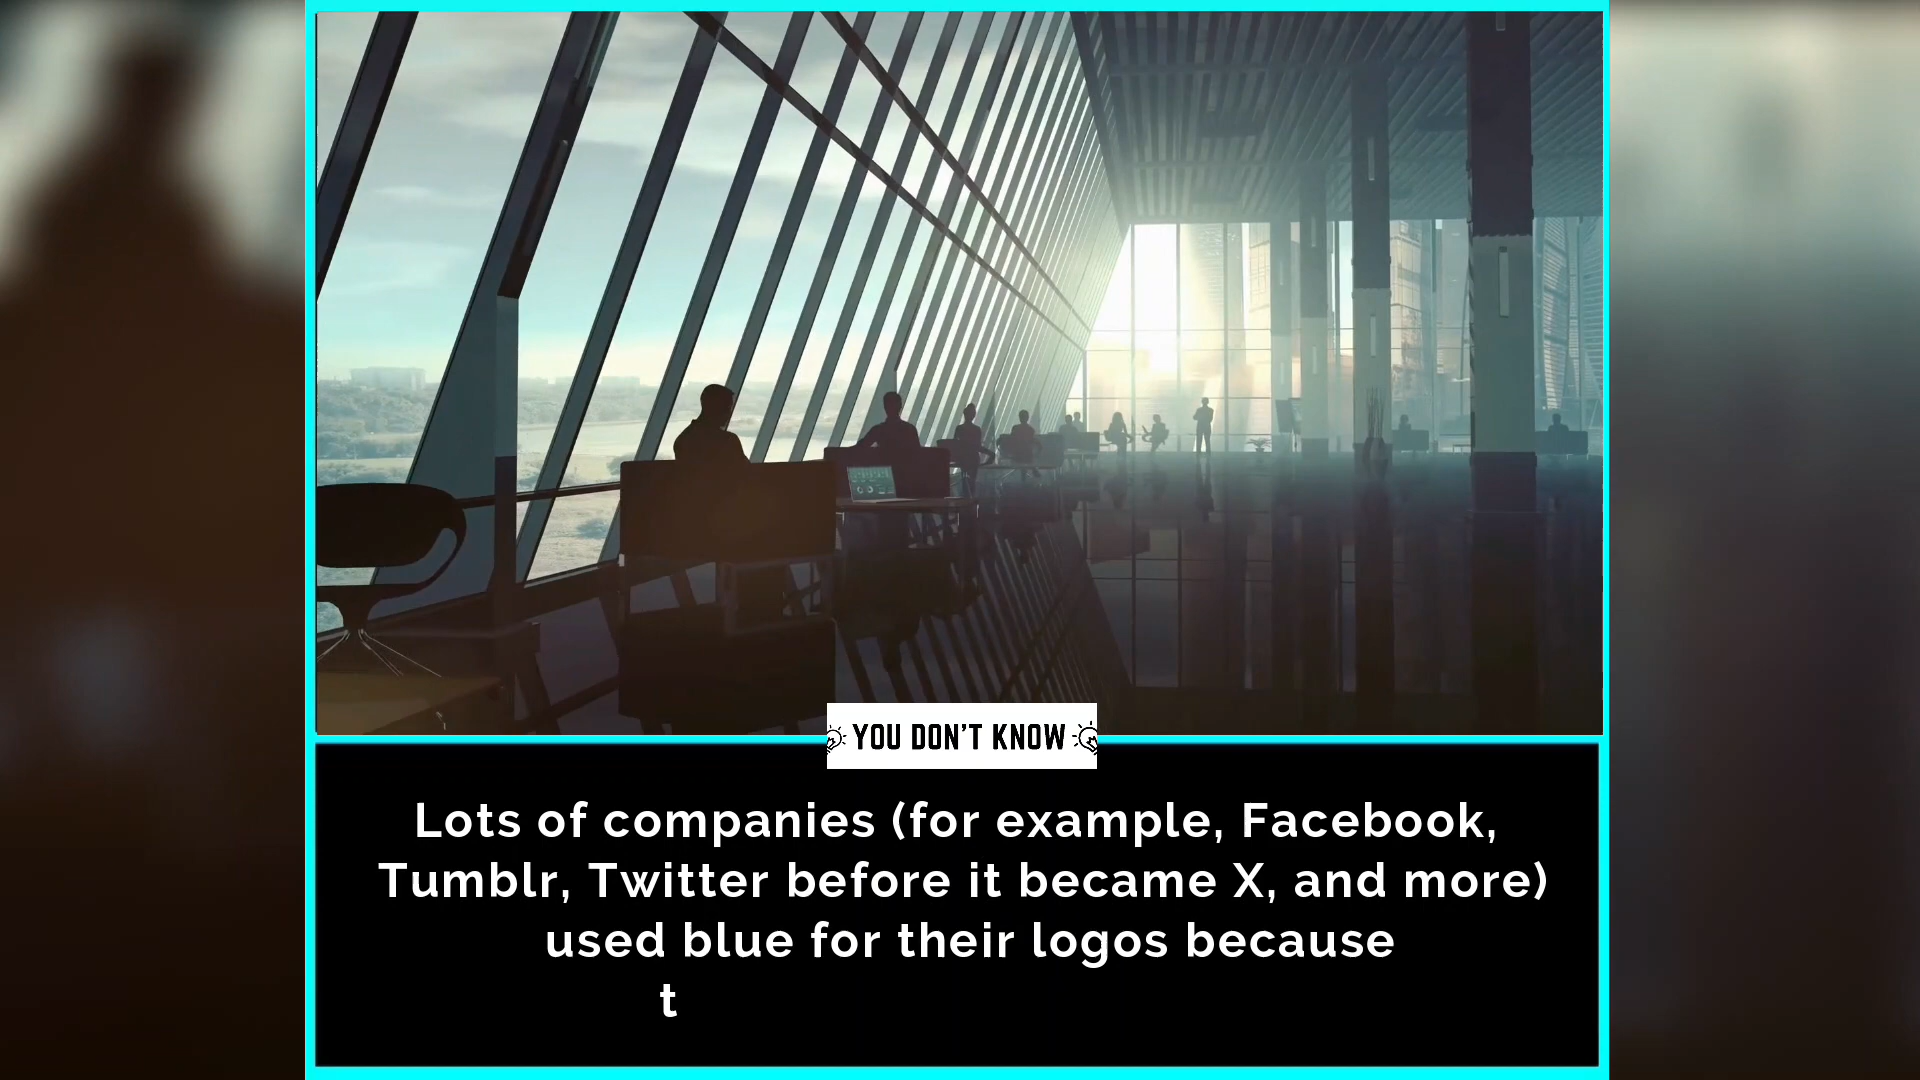 YOU DON'T KNOW
Lots of companies (for example, Facebook,
Tumblr, Twitter before it became X, and more)
used blue for their logos because
t